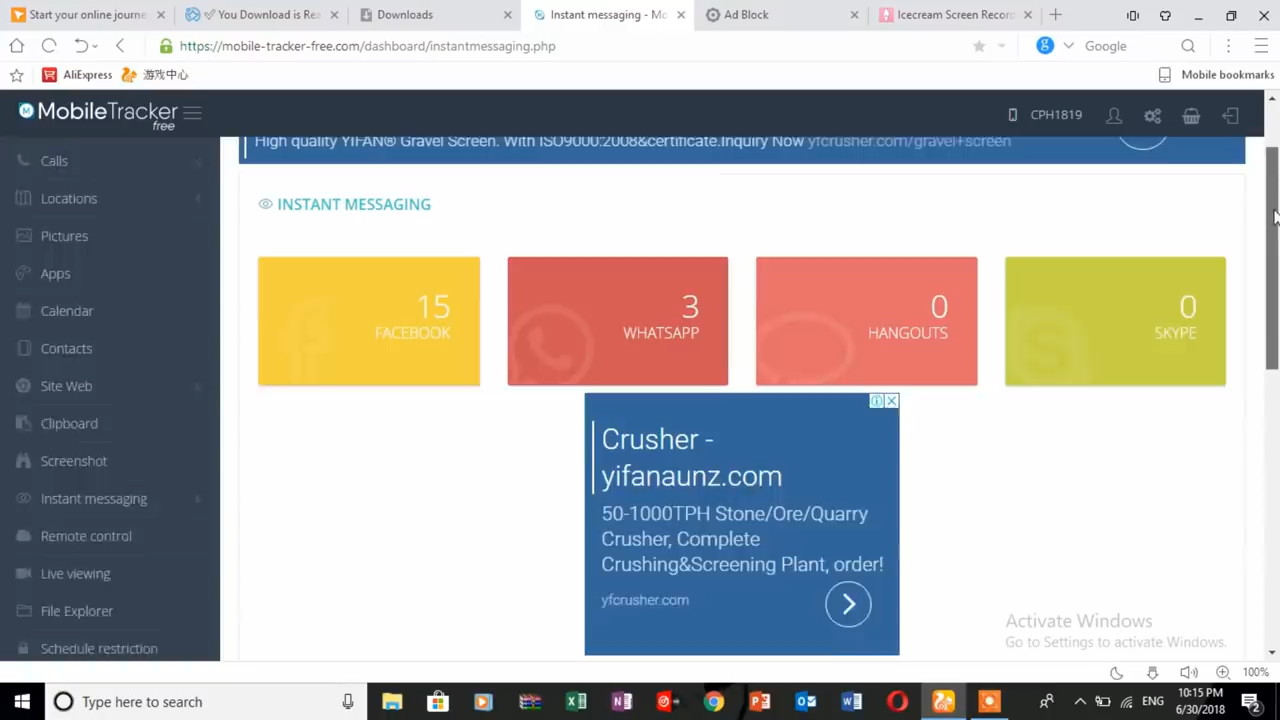 Start your online journe
You Download is Rea
Downloads
Instant messaging - Mo
Ad Block
Icecream Screen Record
https://mobile-tracker-free.com/dashboard/instantmessaging.php
Google
AliExpress
游戏中心
Mobile bookmarks
MobileTracker
free
CPH1819
High quality YIFAN® Gravel Screen. With ISO9000:2008&certificate.Inquiry Now yfcrusher.com/gravel+screen
Calls
Locations
Pictures
Apps
Calendar
Contacts
Site Web
Clipboard
Screenshot
Instant messaging
Remote control
Live viewing
File Explorer
Schedule restriction
INSTANT MESSAGING
15
FACEBOOK
3
WHATSAPP
0
HANGOUTS
0
SKYPE
Crusher -
yifanaunz.com
50-1000TPH Stone/Ore/Quarry
Crusher, Complete
Crushing&Screening Plant, order!
yfcrusher.com
Activate Windows
Go to Settings to activate Windows.
100%
Type here to search
ENG
10:15 PM
6/30/2018
2